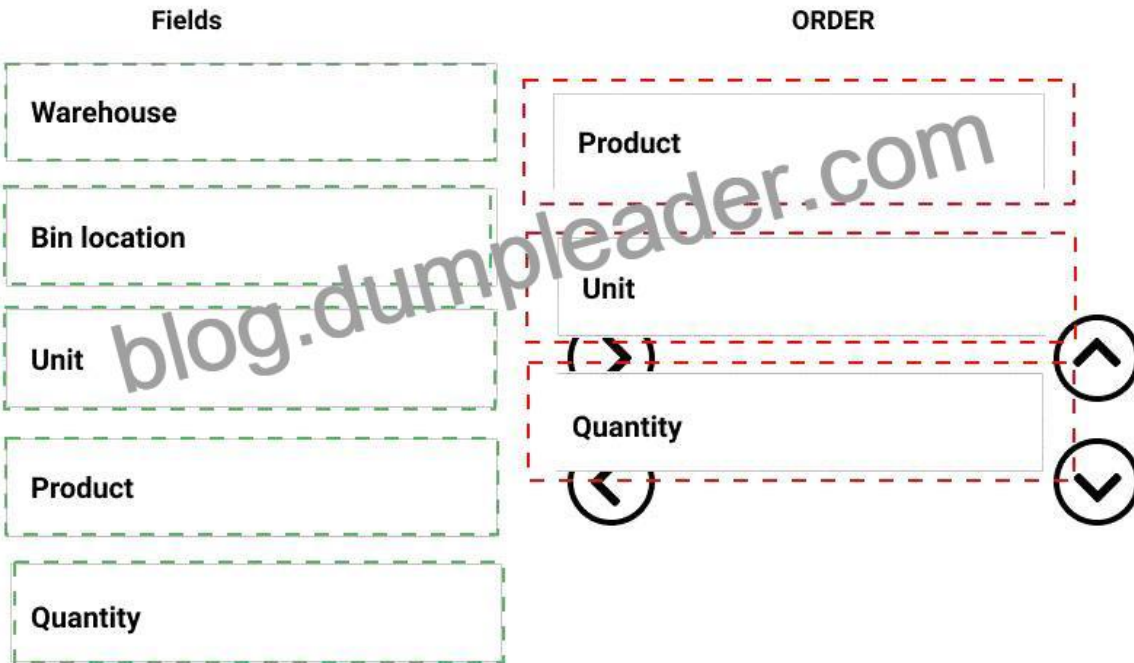 Fields
ORDER
Warehouse
Product
Bin location
Unit
Unit
Quantity
Product
Quantity
blog.dumpleader.com